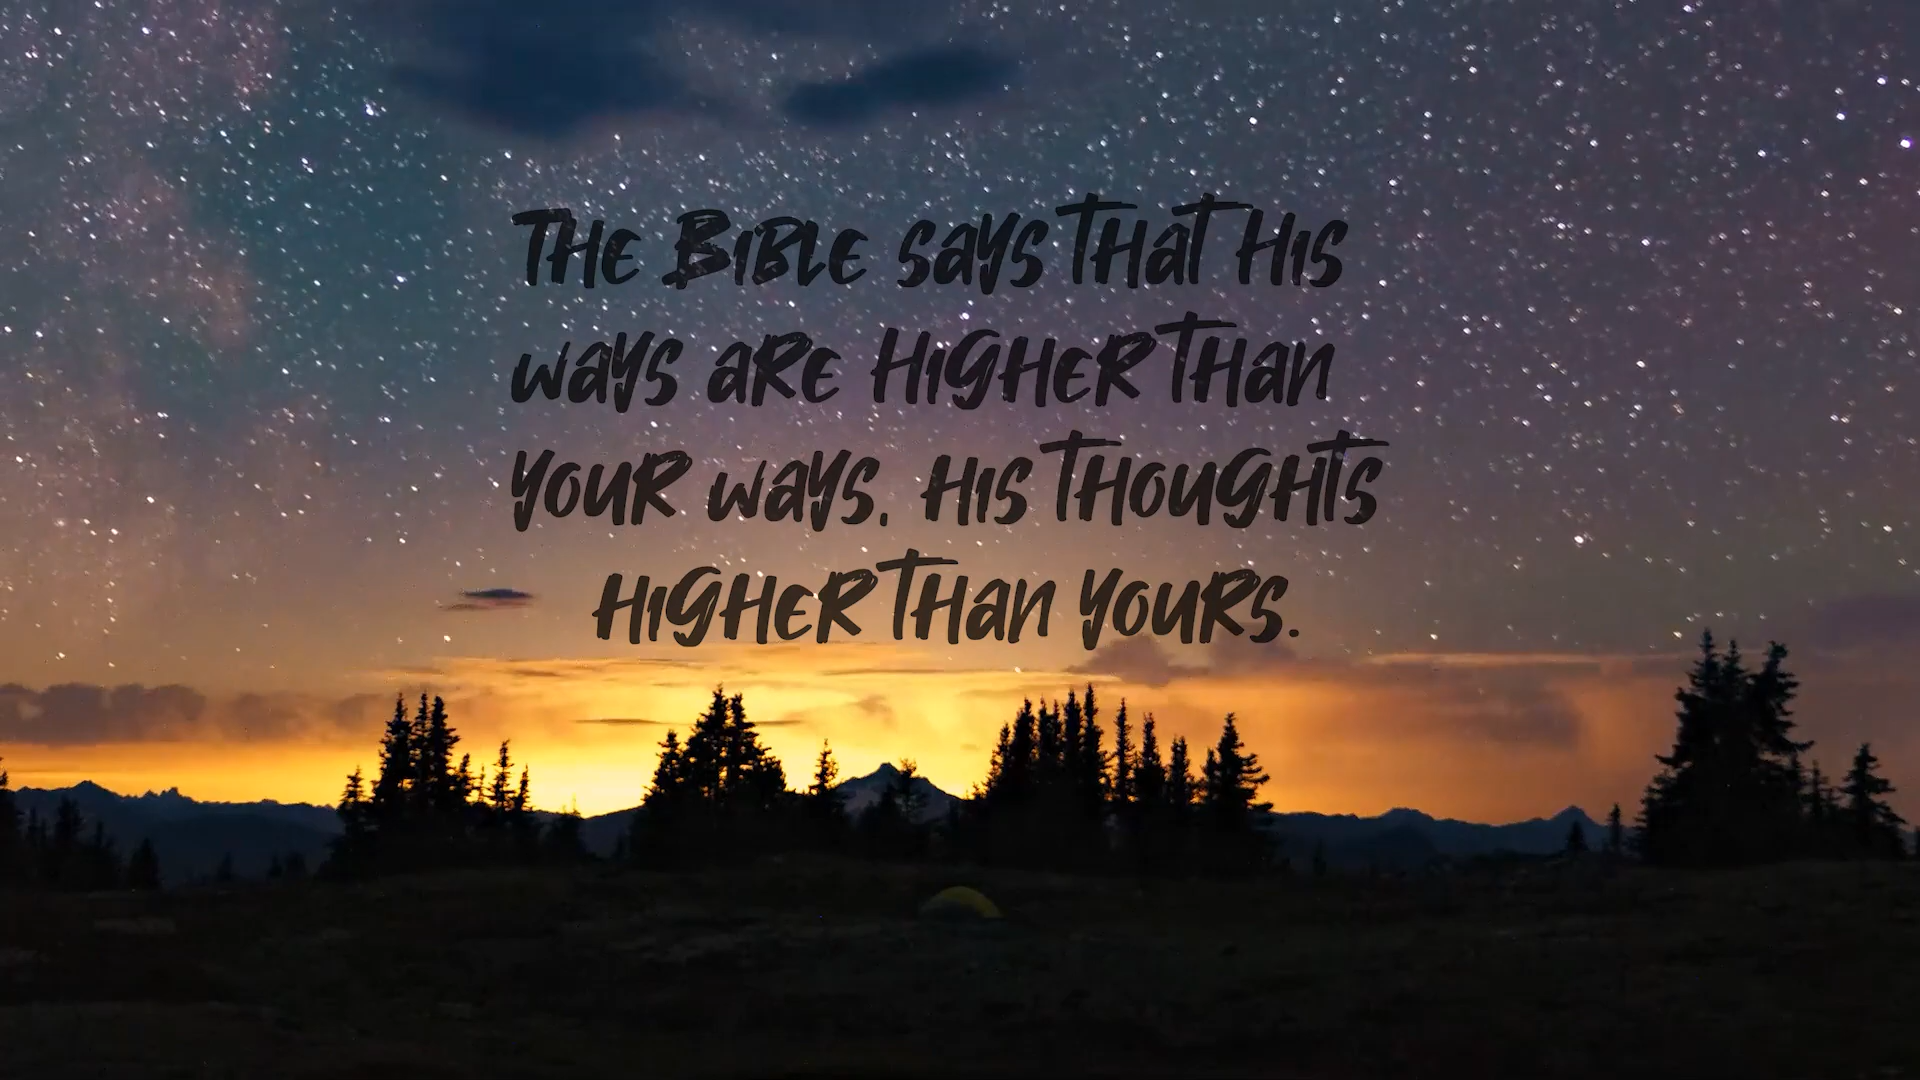 The Bible says that His
ways are higher than
your ways, His thoughts
higher than yours.